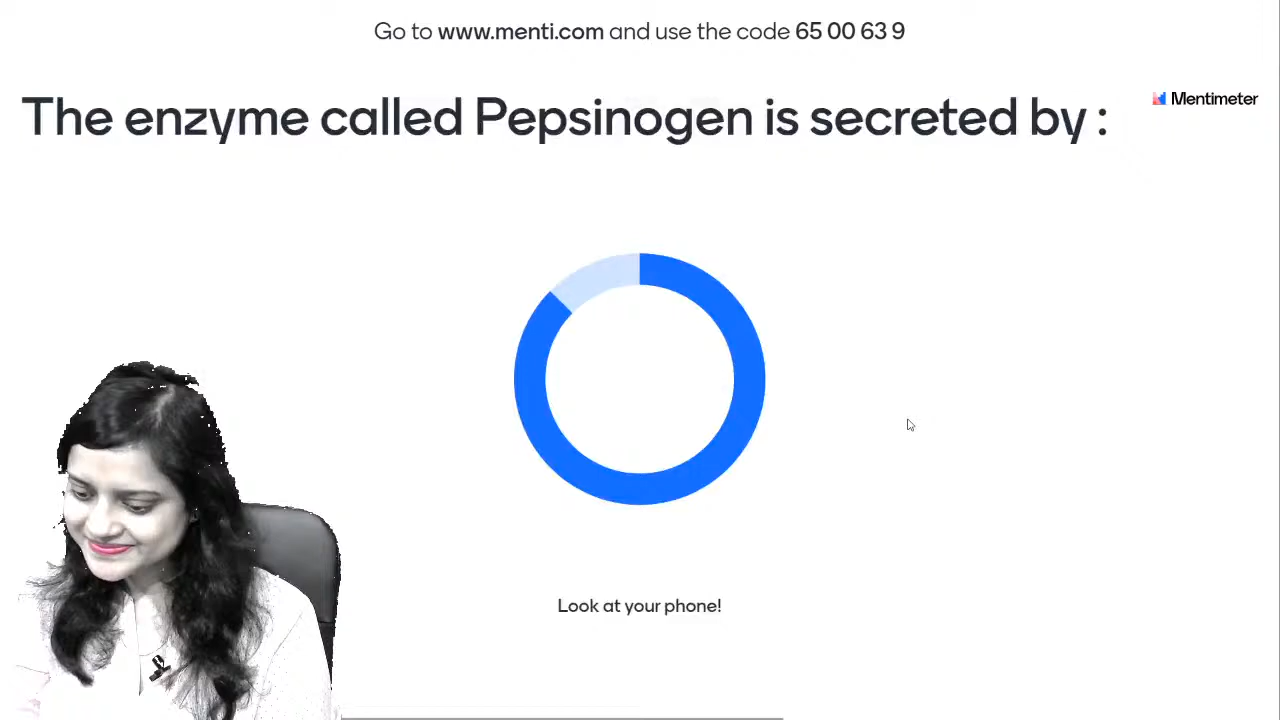 Go to www.menti.com and use the code 65 00 63 9
The enzyme called Pepsinogen is secreted by :
Mentimeter
Look at your phone!